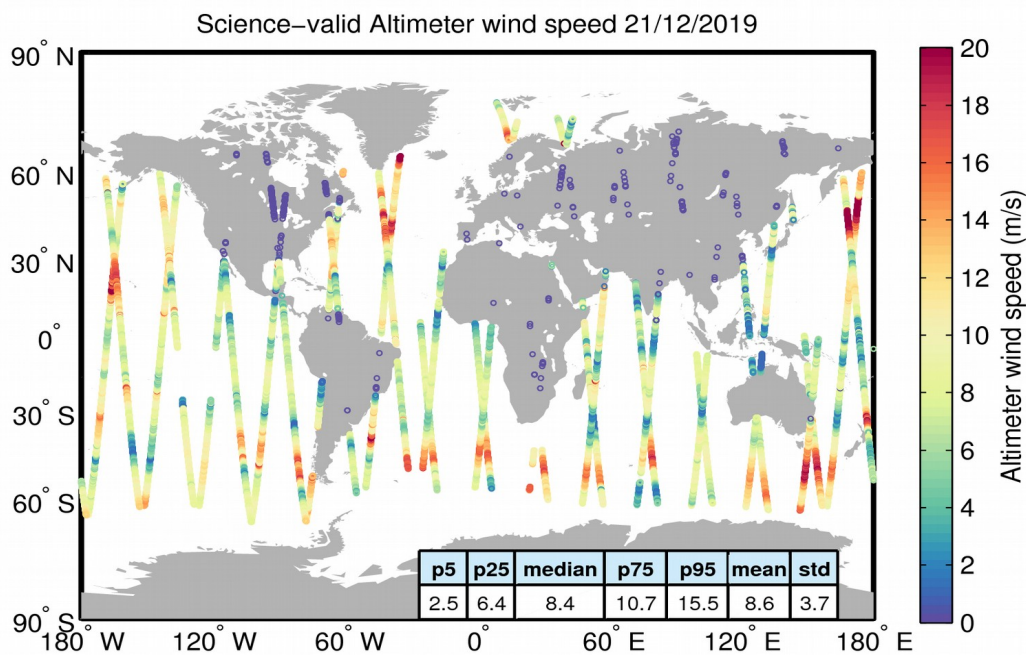 Science−valid Altimeter wind speed 21/12/2019
90° N
60° N
30° N
0°
30° S
60° S
90° S
180° W
120° W
60° W
0°
60° E
120° E
180° E
p5 p25 median p75 p95 mean std
2.5 6.4 8.4 10.7 15.5 8.6 3.7
20
18
16
14
12
10
8
6
4
2
0
Altimeter wind speed (m/s)